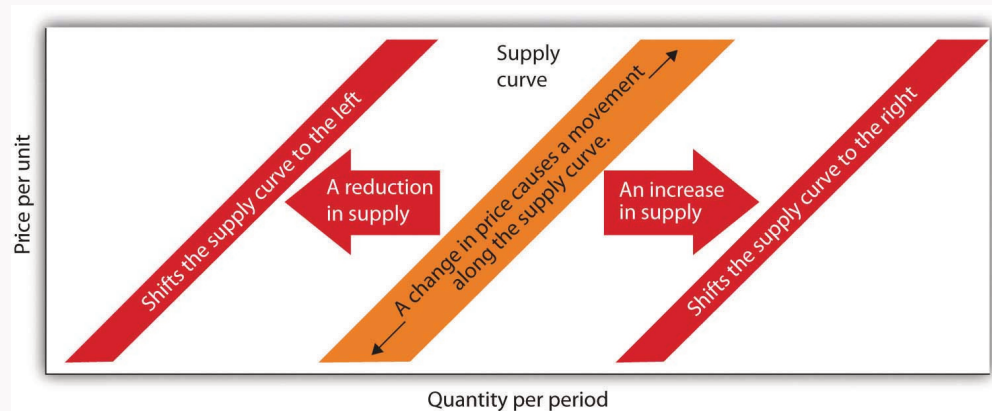 Supply
curve
Price per unit
Shifts the supply curve to the left
A reduction
in supply
A change in price causes a movement
along the supply curve.
An increase
in supply
Shifts the supply curve to the right
Quantity per period